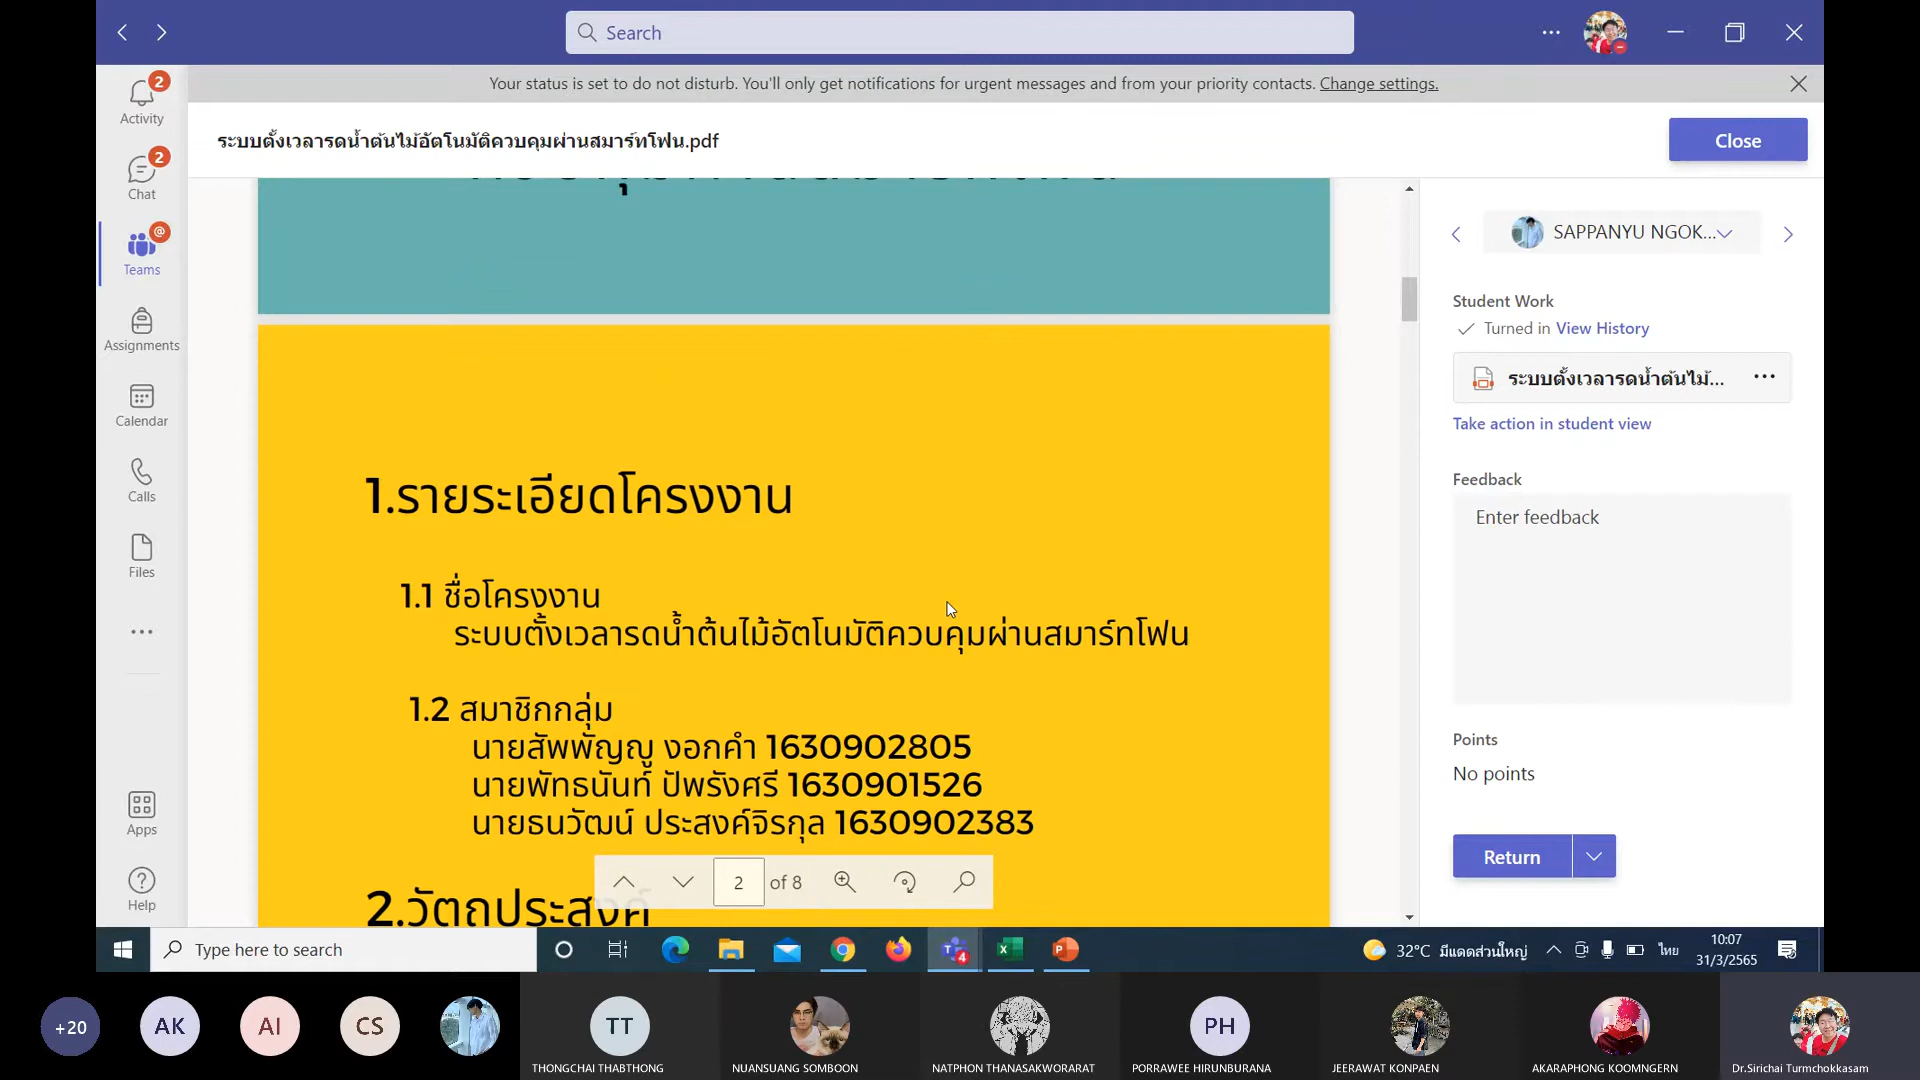 Search
Your status is set to do not disturb. You'll only get notifications for urgent messages and from your priority contacts. Change settings.
2
Activity
2
Chat
@
Teams
Assignments
Calendar
Calls
Files
Apps
Help
ระบบตั้งเวลารดน้ำต้นไม้อัตโนมัติควบคุมผ่านสมาร์ทโฟน.pdf
Close
1.รายระเอียดโครงงาน
1.1 ชื่อโครงงาน
ระบบตั้งเวลารดน้ำต้นไม้อัตโนมัติควบคุมผ่านสมาร์ทโฟน
1.2 สมาชิกกลุ่ม
นายสัพพัญญู งอกคำ 1630902805
นายพัทธนันท์ ปัพรังศรี 1630901526
นายธนวัฒน์ ประสงค์จิรกุล 1630902383
2.วัตถุประสงค์
2 of 8
SAPPANYU NGOK...
Student Work
Turned in View History
ระบบตั้งเวลารดน้ำต้นไม้...
Take action in student view
Feedback
Enter feedback
Points
No points
Return
Type here to search
4
32°C มีแดดส่วนใหญ่
ไทย
10:07
31/3/2565
+20
AK
AI
CS
TT
PH
THONGCHAI THABTHONG
NUANSUANG SOMBOON
NATPHON THANASAKWORARAT
PORRAWEE HIRUNBURANA
JEERAWAT KONPAEN
AKARAPHONG KOOMNGERN
Dr.Sirichai Turmchokkasam